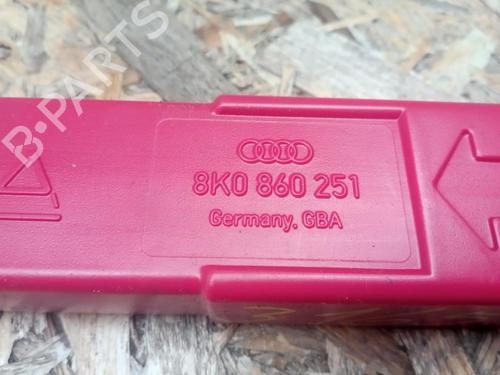 B-PARTS
8K0 860 251
Germany, GBA